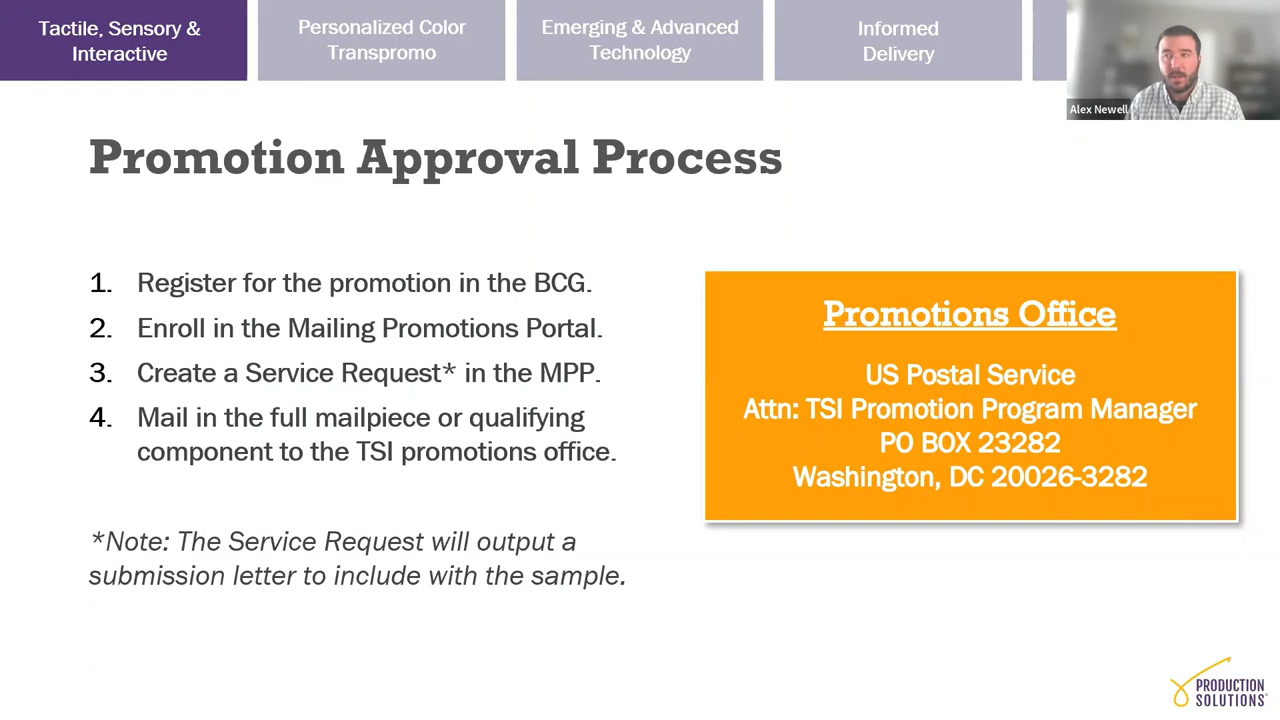 Tactile, Sensory &
Interactive
Personalized Color
Transpromo
Emerging & Advanced
Technology
Informed
Delivery
Alex Newell
Promotion Approval Process
1. Register for the promotion in the BCG.
2. Enroll in the Mailing Promotions Portal.
3. Create a Service Request* in the MPP.
4. Mail in the full mailpiece or qualifying
component to the TSI promotions office.
*Note: The Service Request will output a
submission letter to include with the sample.
Promotions Office
US Postal Service
Attn: TSI Promotion Program Manager
PO BOX 23282
Washington, DC 20026-3282
PRODUCTION
SOLUTIONS